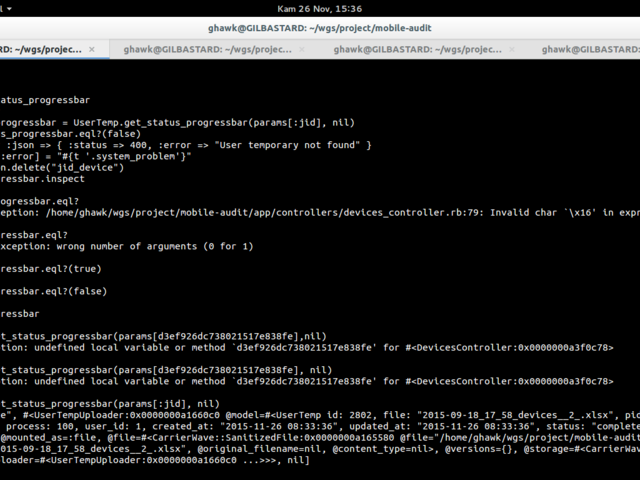 Kam 26 Nov, 15:36
ghawk@GILBASTARD: ~/wgs/project/mobile-audit
RD: ~/wgs/projec... × ghawk@GILBASTARD: ~/wgs/projec... × ghawk@GILBASTARD: ~/wgs/projec... × ghawk@GILBASTARD: ~
atus_progressbar
rogressbar = UserTemp.get_status_progressbar(params[:jid], nil)
s_progressbar.eql?(false)
:json => { :status => 400, :error => "User temporary not found" }
:error] = "#{t '.system_problem'}"
n.delete("jid_device")
ressbar.inspect
ogressbar.eql?
eption: /home/ghawk/wgs/project/mobile-audit/app/controllers/devices_controller.rb:79: Invalid char `\x16' in expr
ressbar.eql?
xception: wrong number of arguments (0 for 1)
ressbar.eql?(true)
ressbar.eql?(false)
ressbar
t_status_progressbar(params[d3ef926dc738021517e838fe],nil)
tion: undefined local variable or method `d3ef926dc738021517e838fe' for #<DevicesController:0x0000000a3f0c78>
t_status_progressbar(params[d3ef926dc738021517e838fe], nil)
tion: undefined local variable or method `d3ef926dc738021517e838fe' for #<DevicesController:0x0000000a3f0c78>
t_status_progressbar(params[:jid], nil)
e", #<UserTempUploader:0x0000000a1660c0 @model=#<UserTemp id: 2802, file: "2015-09-18_17_58_devices__2_.xlsx", pic
process: 100, user_id: 1, created_at: "2015-11-26 08:33:36", updated_at: "2015-11-26 08:33:36", status: "complete
@mounted_as=:file, @file=#<CarrierWave::SanitizedFile:0x0000000a165580 @file="/home/ghawk/wgs/project/mobile-audit
2015-09-18_17_58_devices__2_.xlsx", @original_filename=nil, @content_type=nil>, @versions={}, @storage=#<CarrierWav
loader=#<UserTempUploader:0x0000000a1660c0 ...>>>, nil]